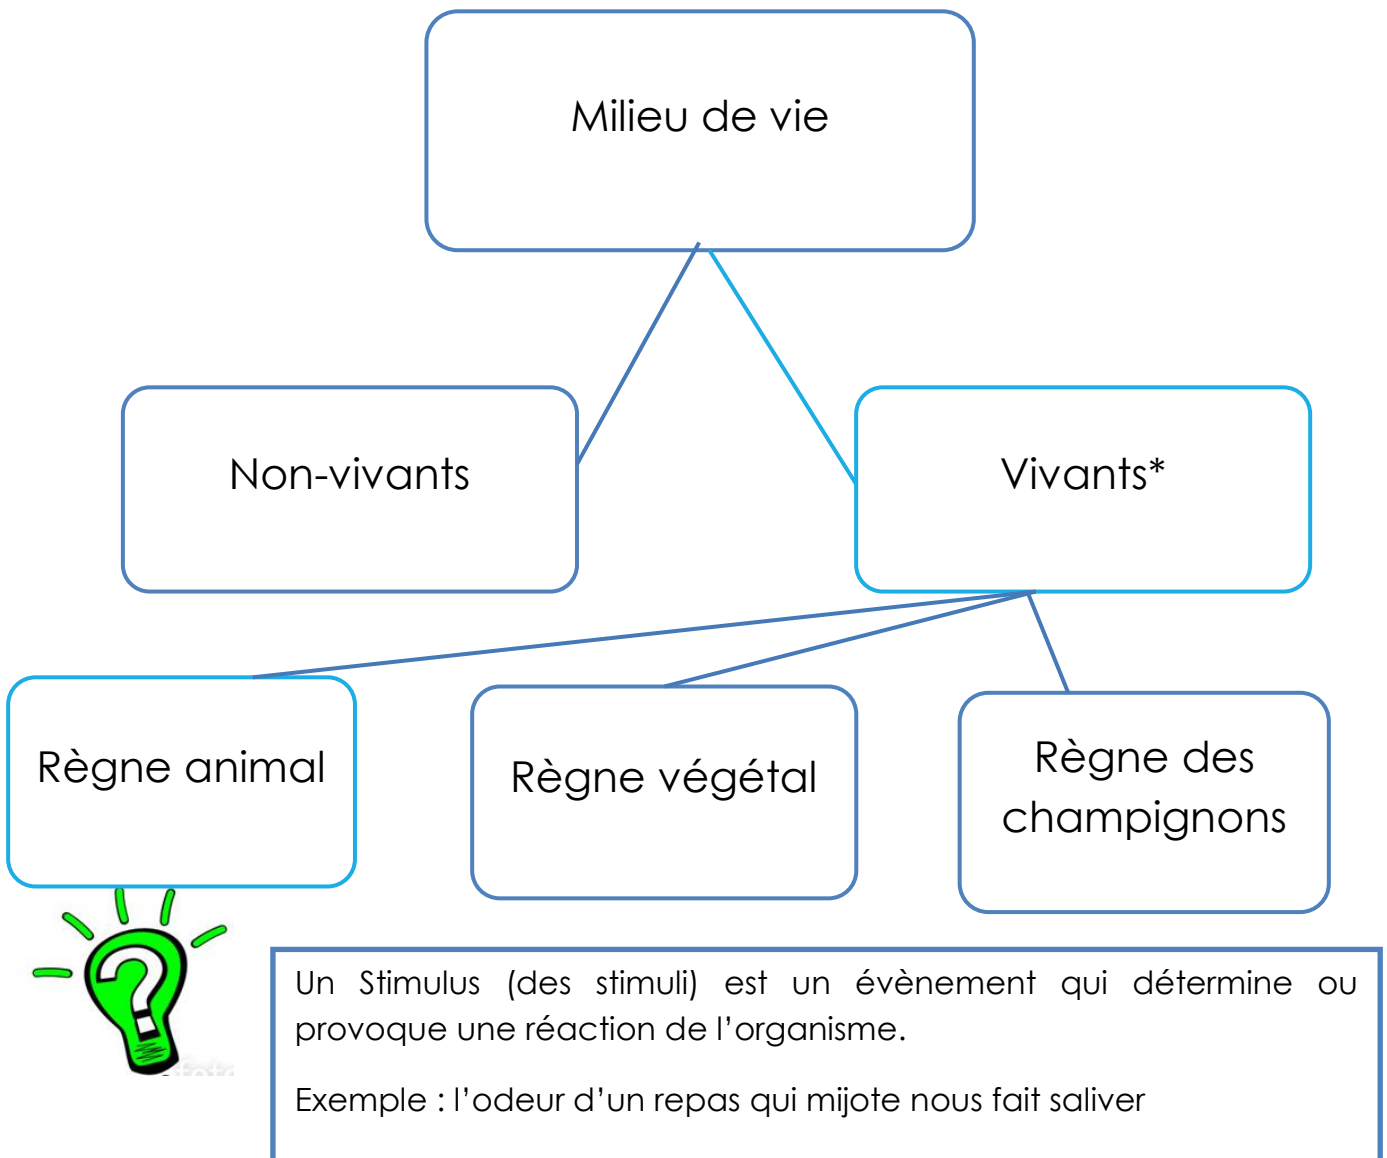 Milieu de vie
Non-vivants
Vivants*
Règne animal
Règne végétal
Règne des
champignons
Un Stimulus (des stimuli) est un évènement qui détermine ou
provoque une réaction de l’organisme.
Exemple : l’odeur d’un repas qui mijote nous fait saliver